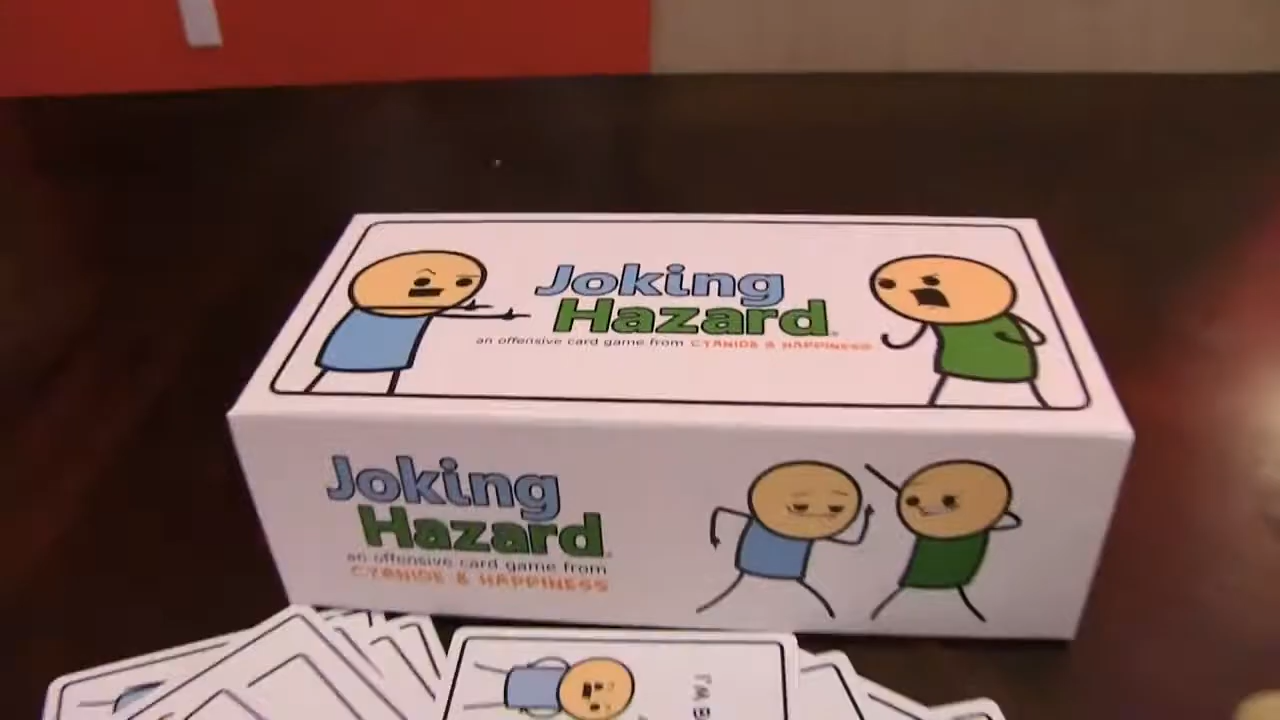 Joking
Hazard
an offensive card game from CYANIDE & HAPPINESS
Joking
Hazard
an offensive card game from
CYANIDE & HAPPINESS
I'M B